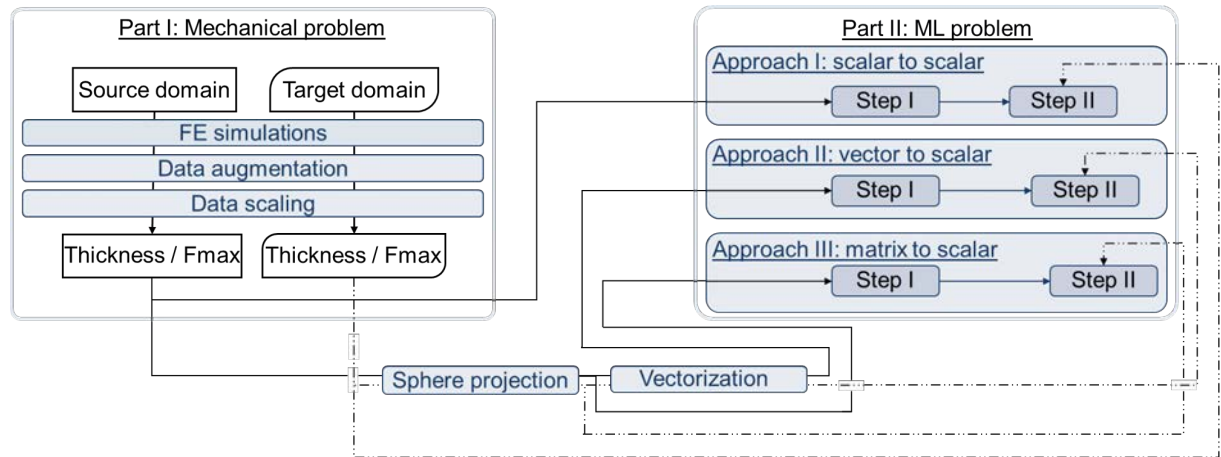 Part I: Mechanical problem
Source domain
Target domain
FE simulations
Data augmentation
Data scaling
Thickness / Fmax
Thickness / Fmax
Part II: ML problem
Approach I: scalar to scalar
Step I
Step II
Approach II: vector to scalar
Step I
Step II
Approach III: matrix to scalar
Step I
Step II
Sphere projection
Vectorization